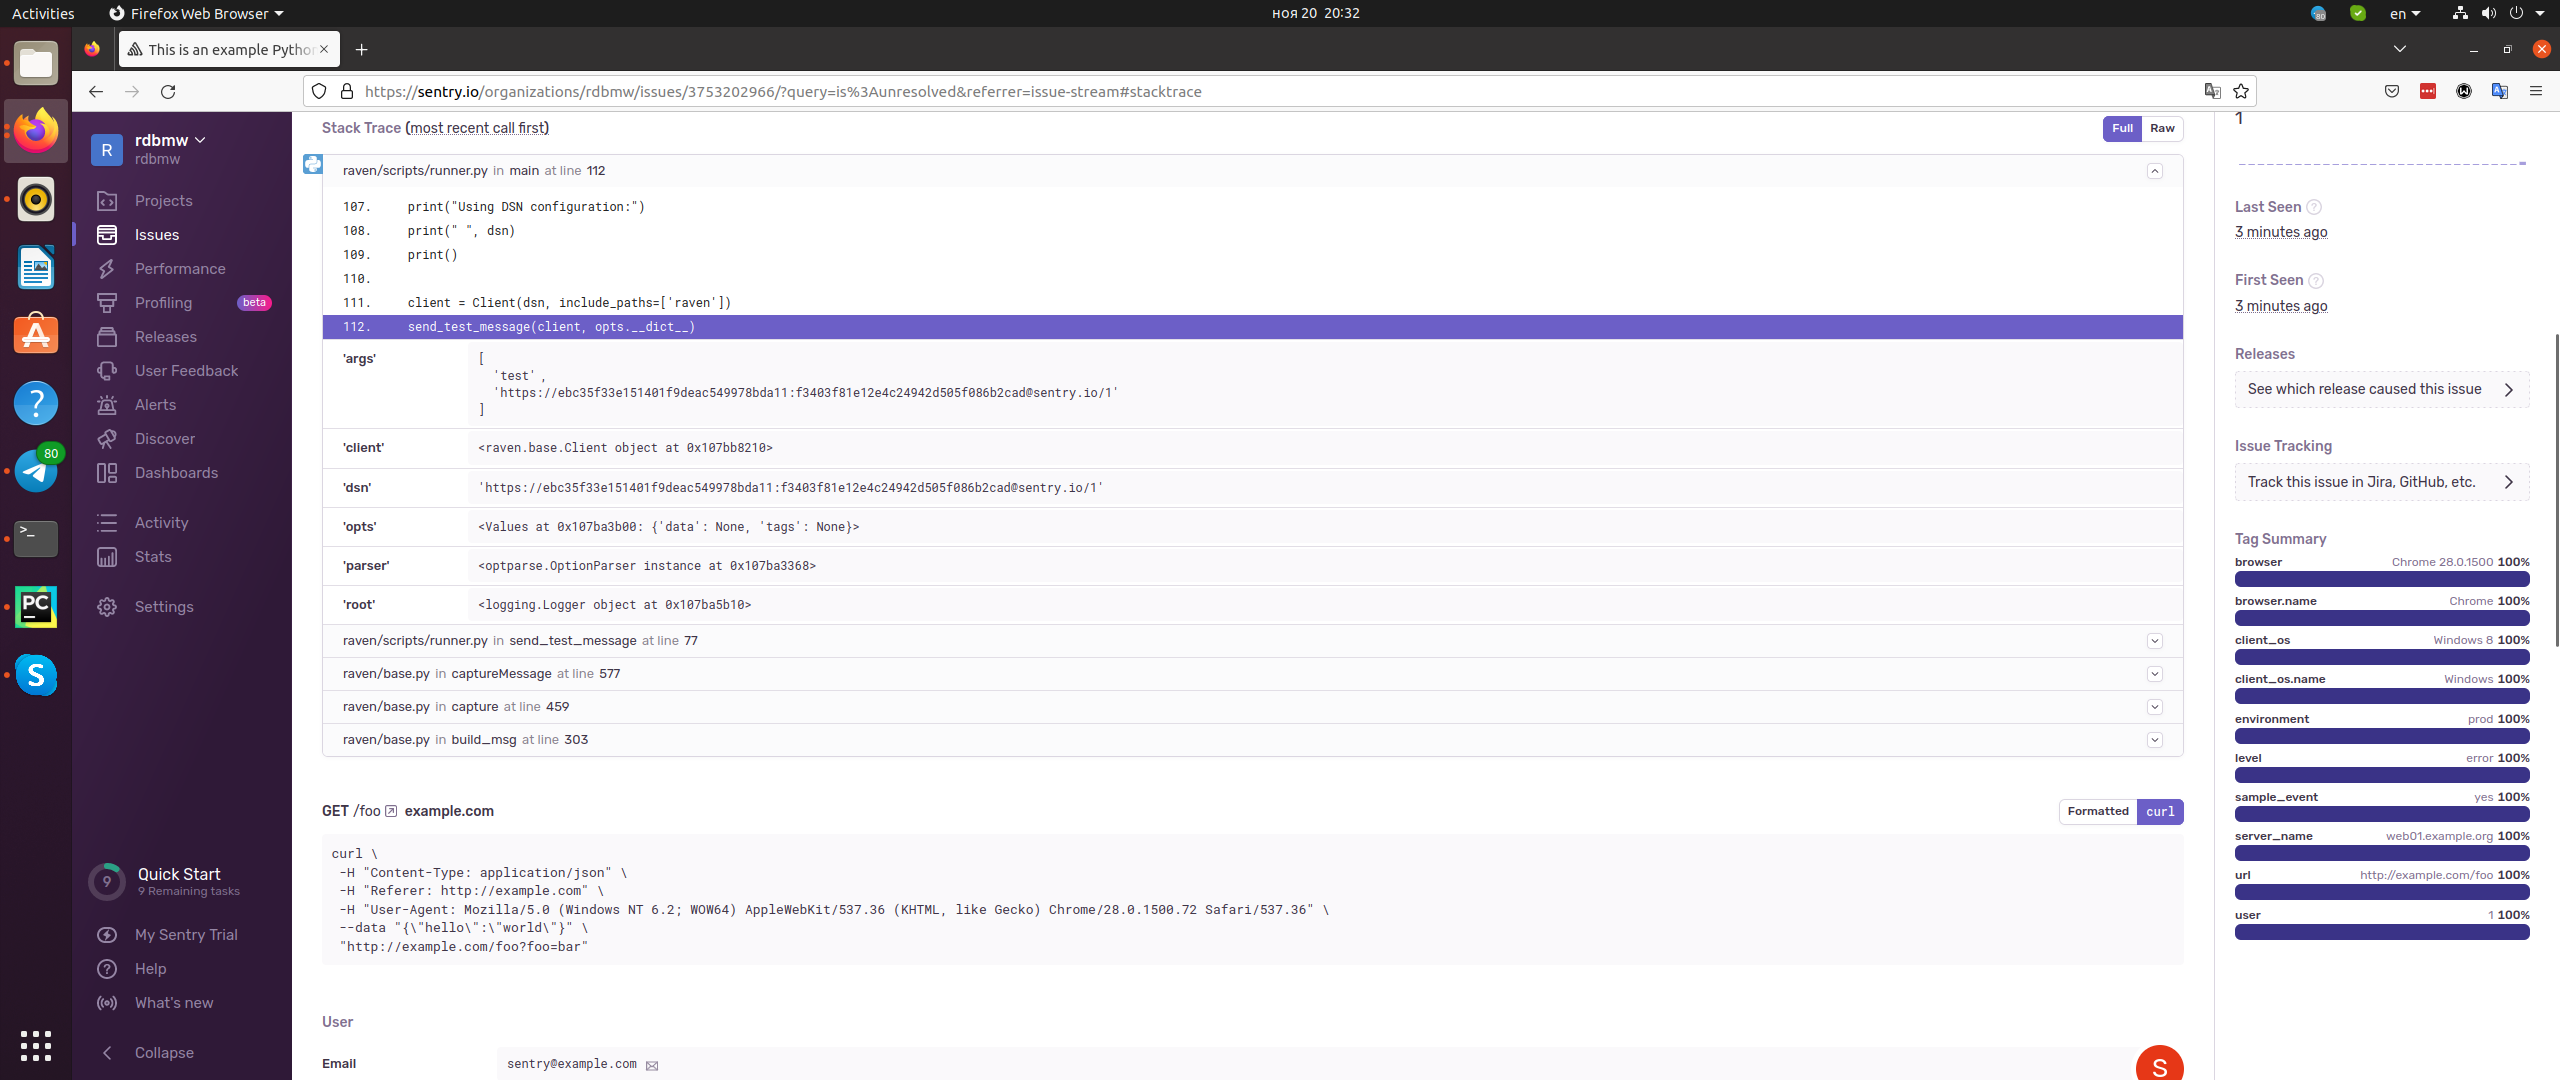 Activities
Firefox Web Browser
ноя 20 20:32
en
This is an example Pytho
https://sentry.io/organizations/rdbmw/issues/3753202966/?query=is%3Aunresolved&referrer=issue-stream#stacktrace
R
rdbmw
rdbmw
Projects
Issues
Performance
Profiling
beta
Releases
User Feedback
Alerts
Discover
Dashboards
Activity
Stats
Settings
9
Quick Start
9 Remaining tasks
My Sentry Trial
Help
What's new
Collapse
80
Stack Trace (most recent call first)
Full
Raw
raven/scripts/runner.py in main at line 112
107. print("Using DSN configuration:")
108. print(" ", dsn)
109. print()
110.
111. client = Client(dsn, include_paths=['raven'])
112. send_test_message(client, opts.__dict__)
'args'
[
'test' ,
'https://ebc35f33e151401f9deac549978bda11:f3403f81e12e4c24942d505f086b2cad@sentry.io/1'
]
'client' <raven.base.Client object at 0x107bb8210>
'dsn' 'https://ebc35f33e151401f9deac549978bda11:f3403f81e12e4c24942d505f086b2cad@sentry.io/1'
'opts' <Values at 0x107ba3b00: {'data': None, 'tags': None}>
'parser' <optparse.OptionParser instance at 0x107ba3368>
'root' <logging.Logger object at 0x107ba5b10>
raven/scripts/runner.py in send_test_message at line 77
raven/base.py in captureMessage at line 577
raven/base.py in capture at line 459
raven/base.py in build_msg at line 303
GET /foo example.com
Formatted
curl
curl \
-H "Content-Type: application/json" \
-H "Referer: http://example.com" \
-H "User-Agent: Mozilla/5.0 (Windows NT 6.2; WOW64) AppleWebKit/537.36 (KHTML, like Gecko) Chrome/28.0.1500.72 Safari/537.36" \
--data "{\"hello\":\"world\"}" \
"http://example.com/foo?foo=bar"
User
Email sentry@example.com
S
1
Last Seen
3 minutes ago
First Seen
3 minutes ago
Releases
See which release caused this issue
Issue Tracking
Track this issue in Jira, GitHub, etc.
Tag Summary
browser Chrome 28.0.1500 100%
browser.name Chrome 100%
client_os Windows 8 100%
client_os.name Windows 100%
environment prod 100%
level error 100%
sample_event yes 100%
server_name web01.example.org 100%
url http://example.com/foo 100%
user 1 100%